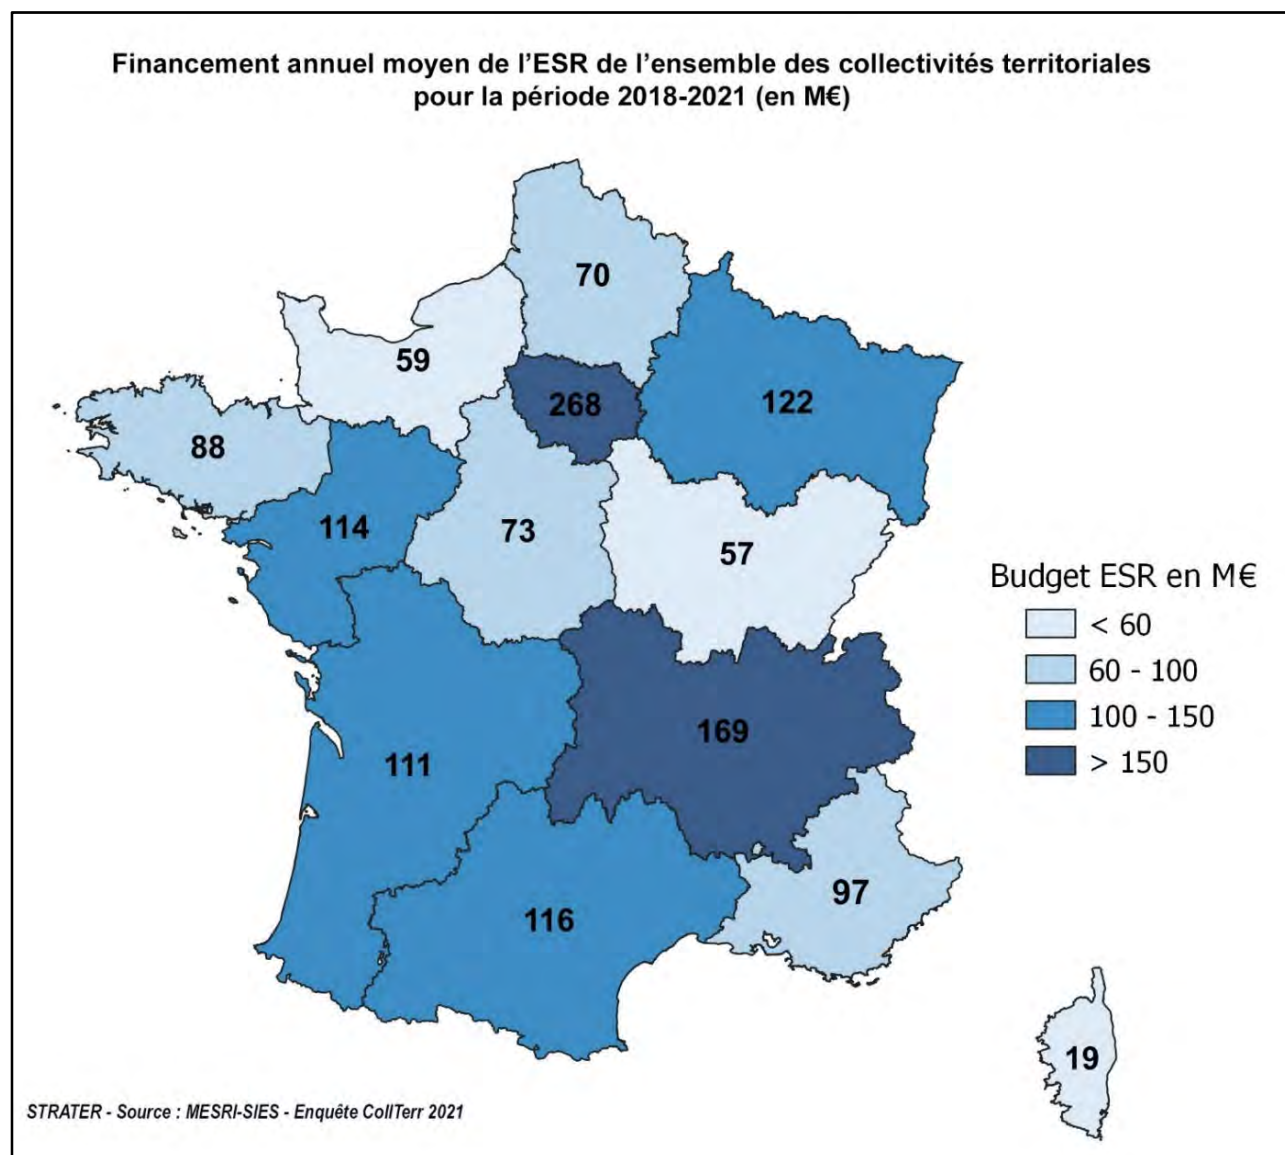 Financement annuel moyen de l’ESR de l’ensemble des collectivités territoriales
pour la période 2018-2021 (en M€)
70
59
268
122
88
114
73
57
Budget ESR en M€
< 60
60 - 100
100 - 150
> 150
169
111
97
116
19
STRATER - Source : MESRI-SIES - Enquête CollTerr 2021